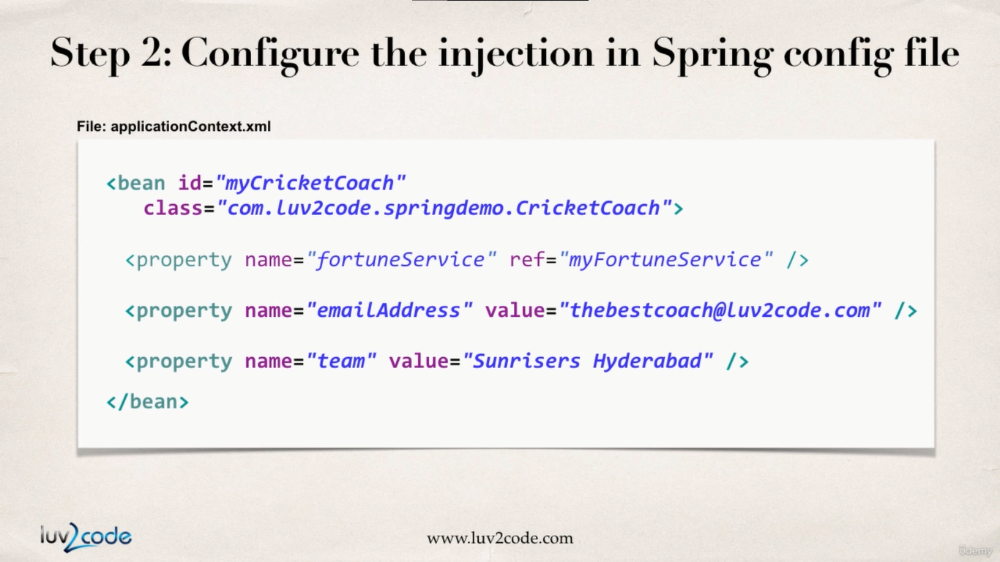 Step 2: Configure the injection in Spring config file
File: applicationContext.xml
<bean id="myCricketCoach"
class="com.luv2code.springdemo.CricketCoach">
<property name="fortuneService" ref="myFortuneService" />
<property name="emailAddress" value="thebestcoach@luv2code.com" />
<property name="team" value="Sunrisers Hyderabad" />
</bean>
luv2code
www.luv2code.com
ûdemy